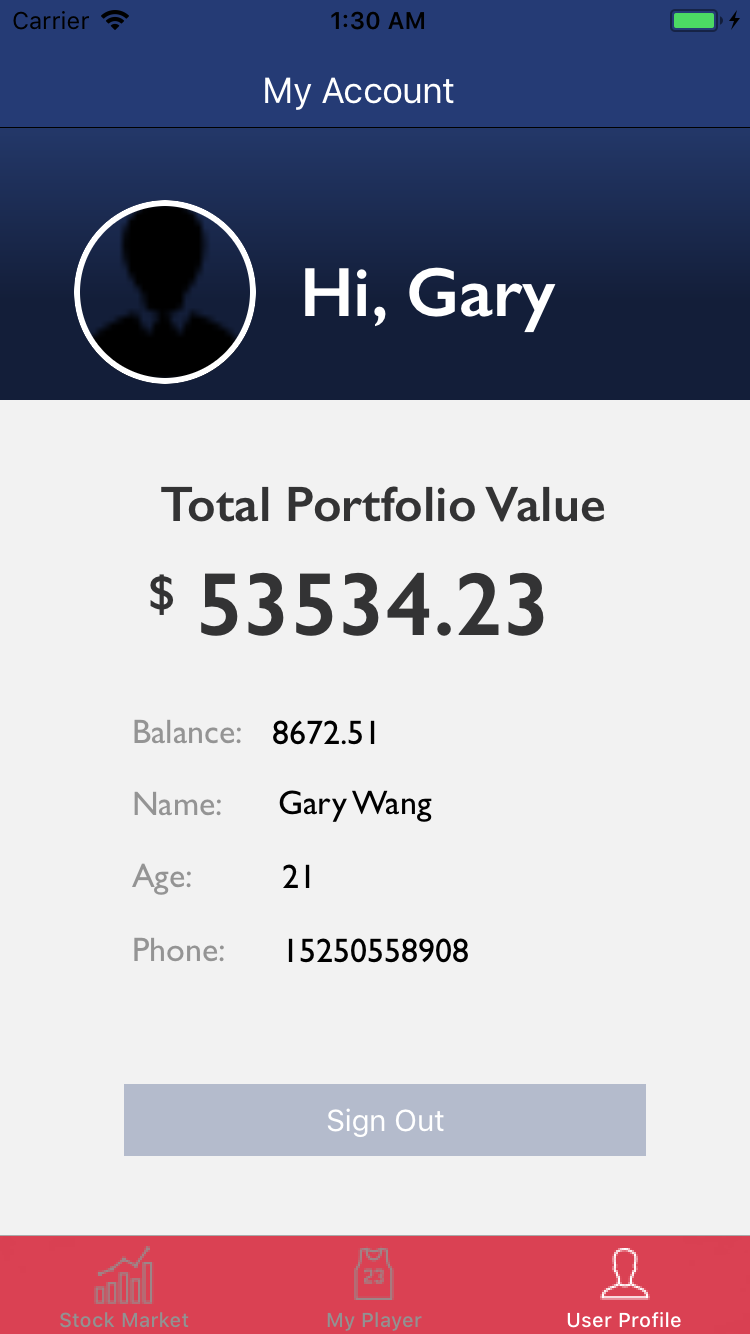 Carrier 1:30 AM
My Account
Hi, Gary
Total Portfolio Value
$ 53534.23
Balance: 8672.51
Name: Gary Wang
Age: 21
Phone: 15250558908
Sign Out
23
Stock Market My Player User Profile